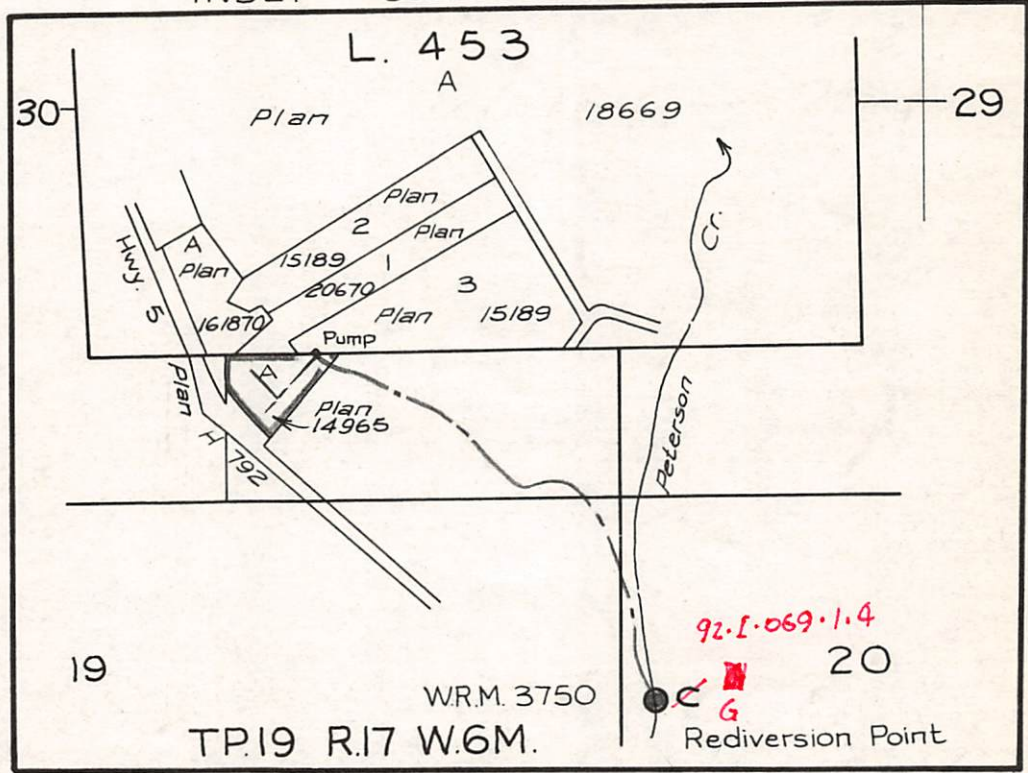 L. 453
A
30
29
Plan
18669
Plan
2
15189
Plan
1
20670
3
Plan
15189
Cr.
A
Plan
161870
Hwy. 5
Pump
A
Plan
14965
Plan H 792
Peterson
92.I.069.1.4
19
20
W.R.M. 3750
C
G
TP.19 R.17 W.6M.
Rediversion Point